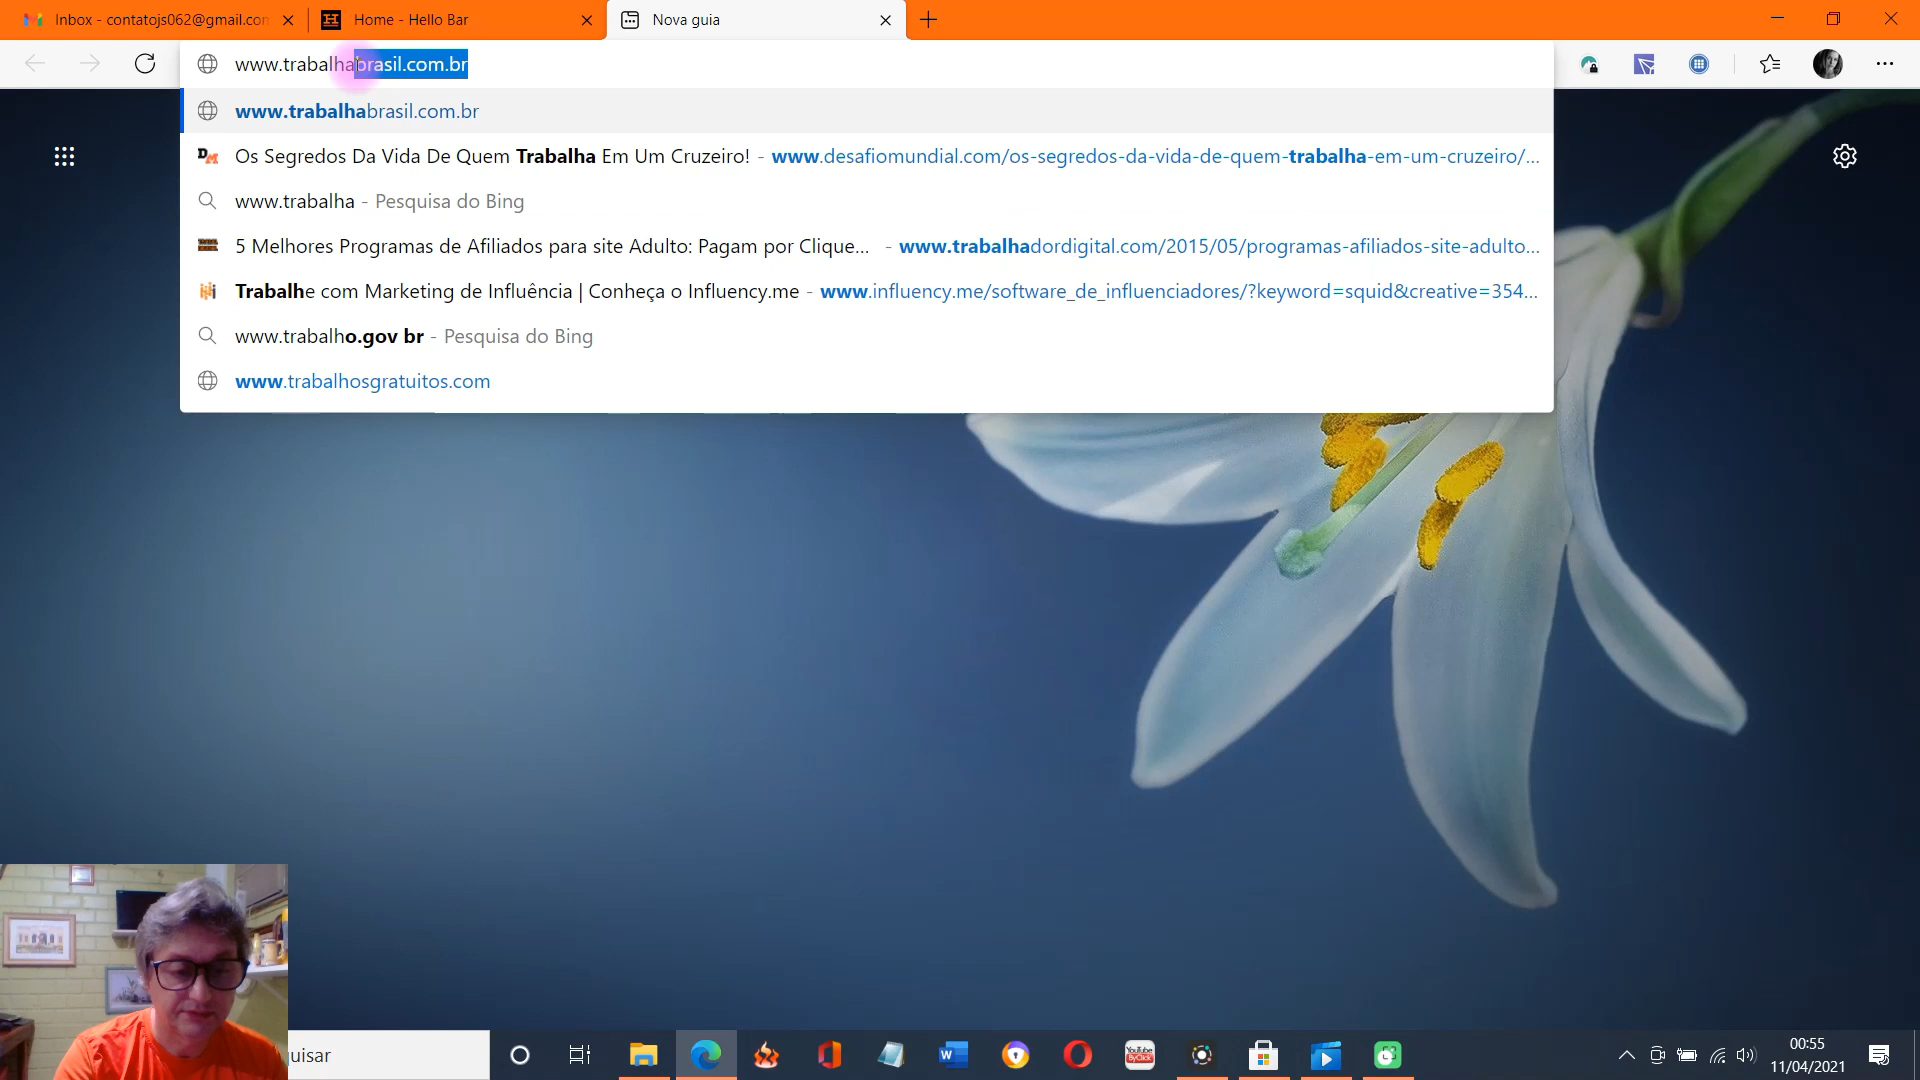 Inbox - contatojs062@gmail.con
Home - Hello Bar
Nova guia
www.trabalhabrasil.com.br
www.trabalhabrasil.com.br
Os Segredos Da Vida De Quem Trabalha Em Um Cruzeiro! - www.desafiomundial.com/os-segredos-da-vida-de-quem-trabalha-em-um-cruzeiro/...
www.trabalha - Pesquisa do Bing
5 Melhores Programas de Afiliados para site Adulto: Pagam por Clique... - www.trabalhadordigital.com/2015/05/programas-afiliados-site-adulto...
Trabalhe com Marketing de Influência | Conheça o Influency.me - www.influency.me/software_de_influenciadores/?keyword=squid&creative=354...
www.trabalho.gov br - Pesquisa do Bing
www.trabalhosgratuitos.com
uisar
00:55
11/04/2021